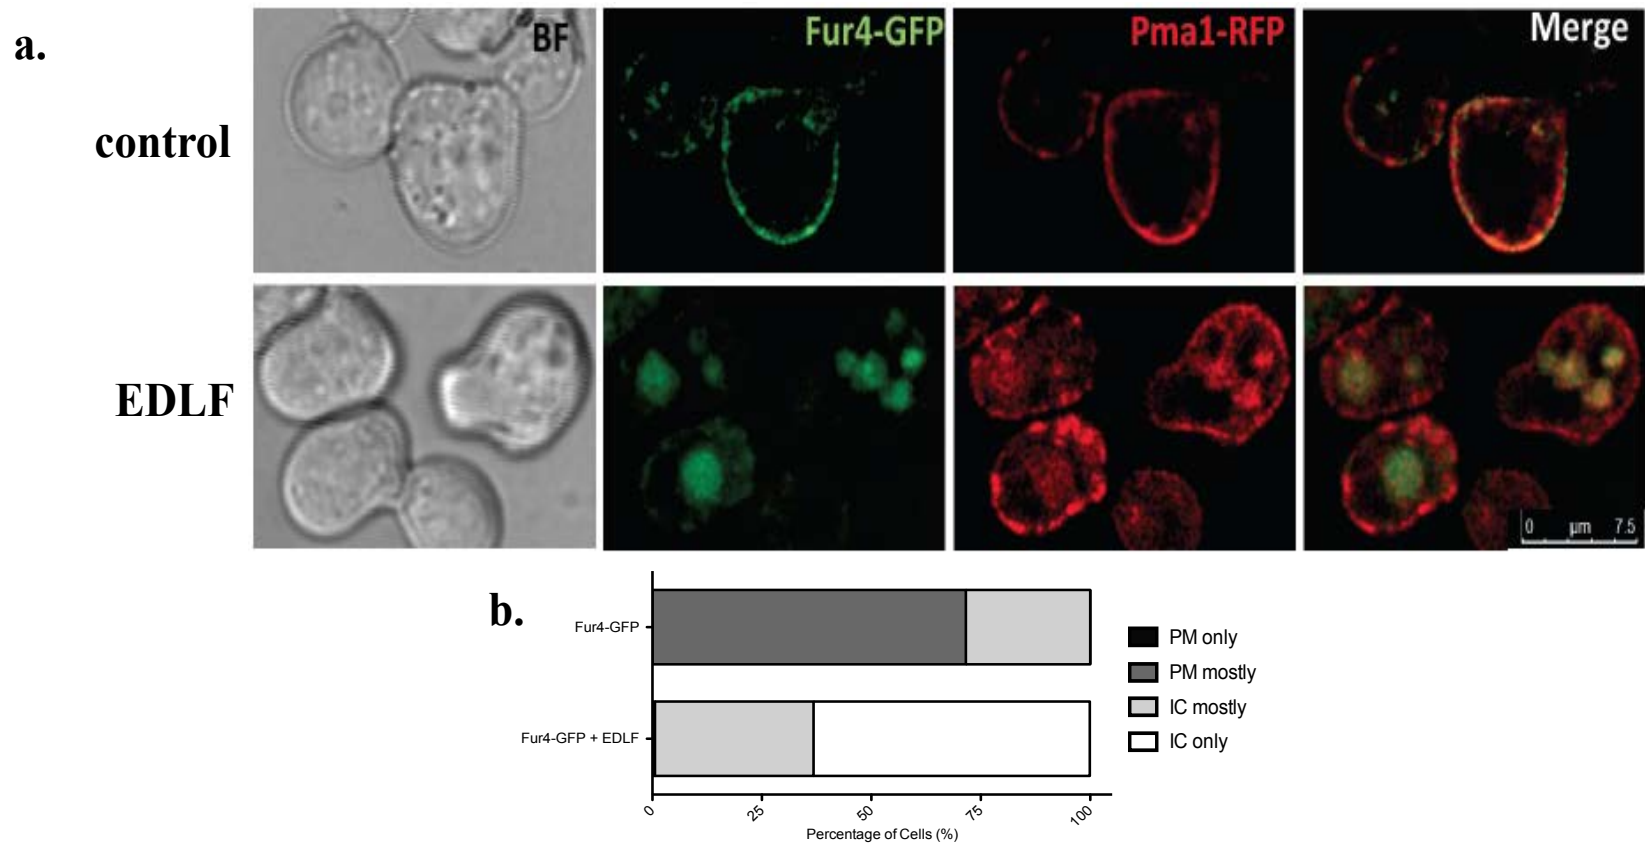 a.
BF
Fur4-GFP
Pma1-RFP
Merge
control
EDLF
0 µm 7.5
b.
Fur4-GFP
Fur4-GFP + EDLF
PM only
PM mostly
IC mostly
IC only
0 25 50 75 100
Percentage of Cells (%)